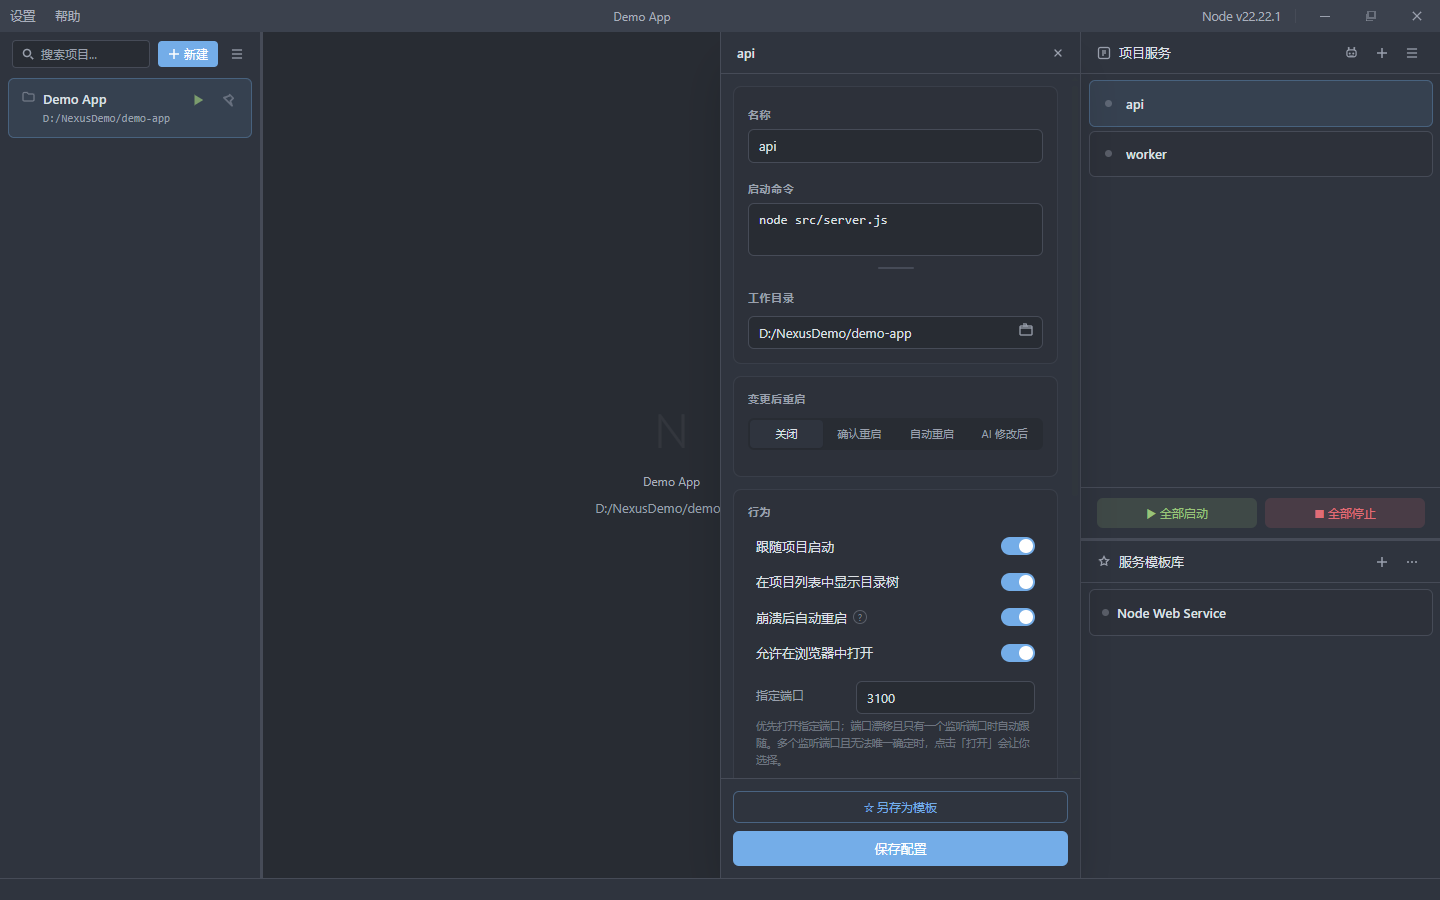 设置 帮助 Demo App Node v22.22.1
搜索项目...
新建
Demo App
D:/NexusDemo/demo-app
N
Demo App
D:/NexusDemo/demo
api
名称
api
启动命令
node src/server.js
工作目录
D:/NexusDemo/demo-app
变更后重启
关闭 确认重启 自动重启 AI 修改后
行为
跟随项目启动
在项目列表中显示目录树
崩溃后自动重启 ?
允许在浏览器中打开
指定端口 3100
优先打开指定端口；端口漂移且只有一个监听端口时自动跟
随。多个监听端口且无法唯一确定时，点击「打开」会让你
选择。
另存为模板
保存配置
项目服务
api
worker
全部启动 全部停止
服务模板库
Node Web Service